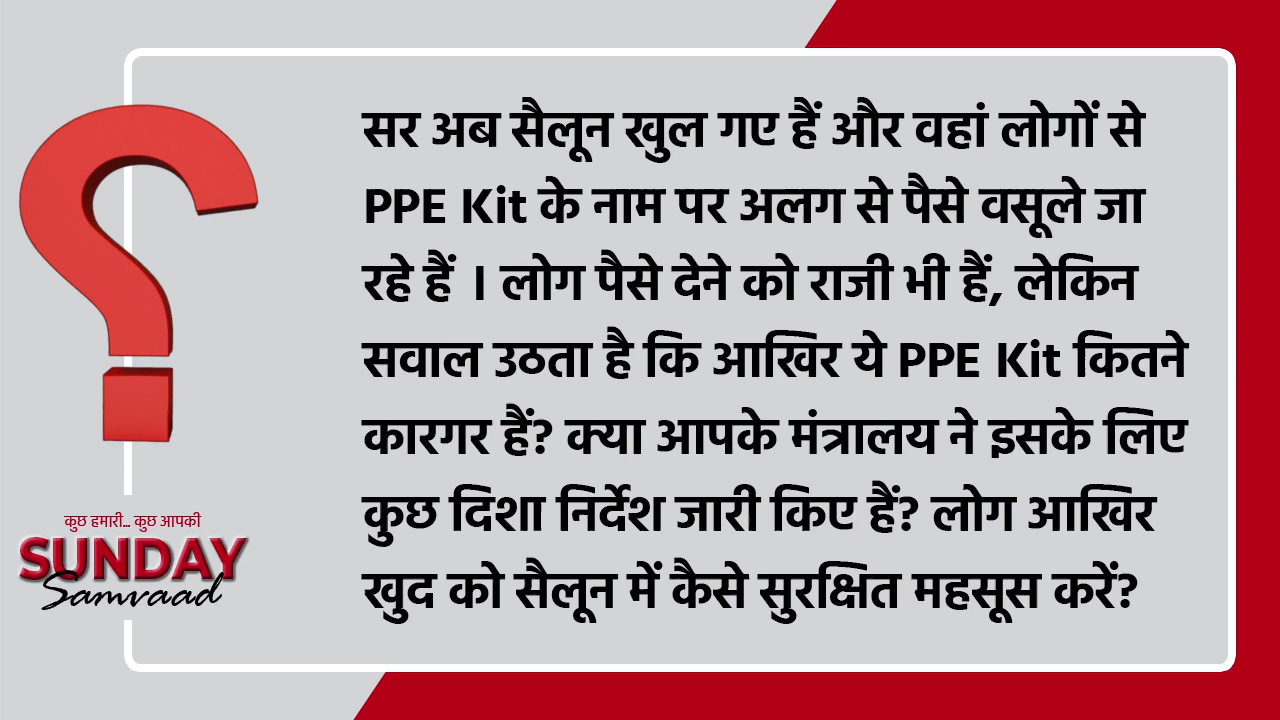 सर अब सैलून खुल गए हैं और वहां लोगों से
PPE Kit के नाम पर अलग से पैसे वसूले जा
रहे हैं । लोग पैसे देने को राजी भी हैं, लेकिन
सवाल उठता है कि आखिर ये PPE Kit कितने
कारगर हैं? क्या आपके मंत्रालय ने इसके लिए
कुछ दिशा निर्देश जारी किए हैं? लोग आखिर
खुद को सैलून में कैसे सुरक्षित महसूस करें?
कुछ हमारी... कुछ आपकी
SUNDAY
Samvaad